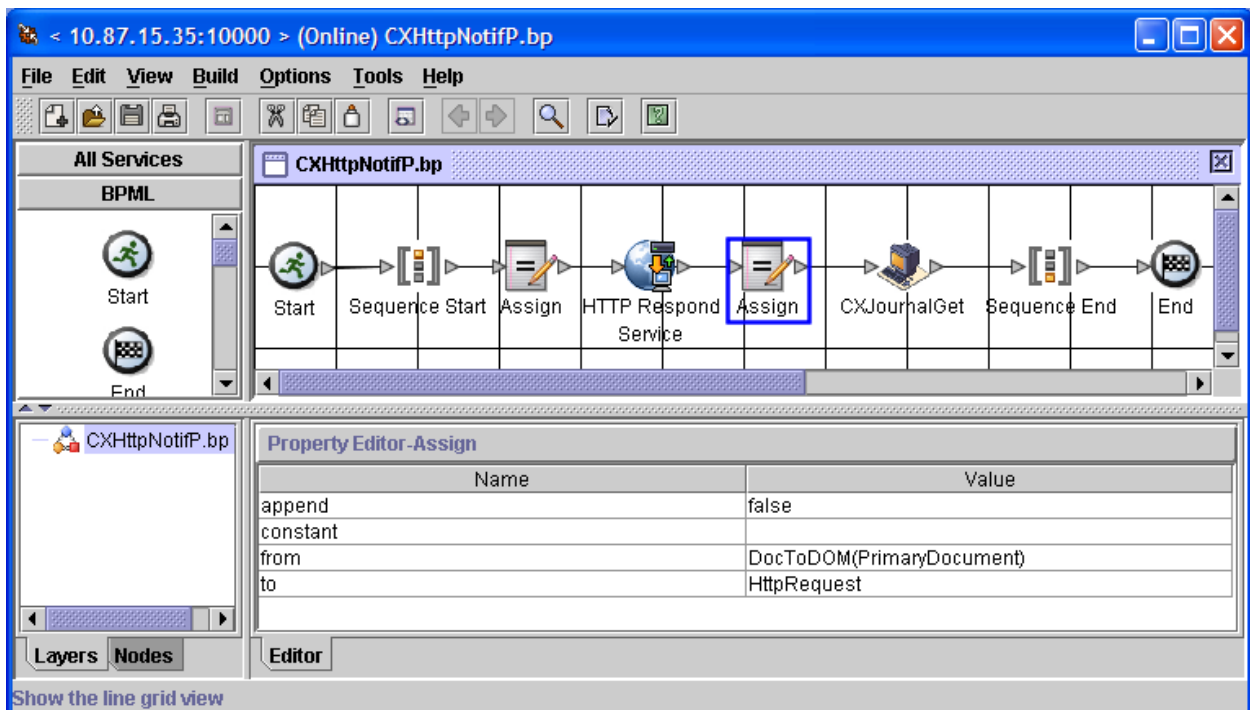 < 10.87.15.35:10000 > (Online) CXHttpNotifP.bp
File Edit View Build Options Tools Help
All Services
BPML
Start
End
CXHttpNotifP.bp
Start
Sequence Start
Assign
HTTP Respond
Service
Assign
CXJournalGet
Sequence End
End
CXHttpNotifP.bp
Layers Nodes
Property Editor-Assign
Name Value
append false
constant
from DocToDOM(PrimaryDocument)
to HttpRequest
Editor
Show the line grid view